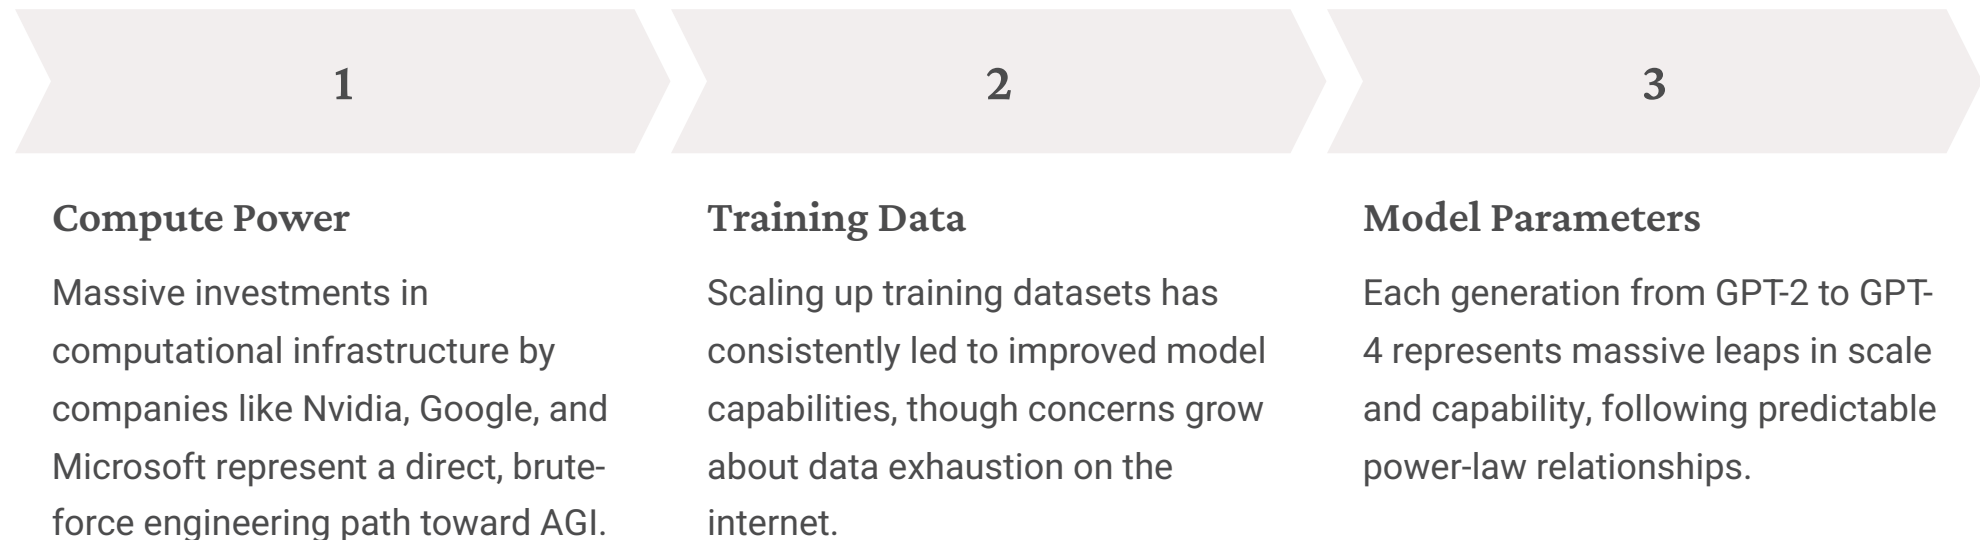 1
2
3
Compute Power
Massive investments in
computational infrastructure by
companies like Nvidia, Google, and
Microsoft represent a direct, brute-
force engineering path toward AGI.
Training Data
Scaling up training datasets has
consistently led to improved model
capabilities, though concerns grow
about data exhaustion on the
internet.
Model Parameters
Each generation from GPT-2 to GPT-
4 represents massive leaps in scale
and capability, following predictable
power-law relationships.